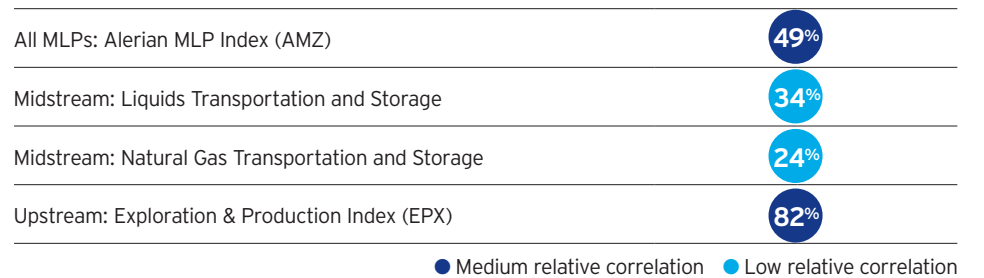 All MLPs: Alerian MLP Index (AMZ) 49%
Midstream: Liquids Transportation and Storage 34%
Midstream: Natural Gas Transportation and Storage 24%
Upstream: Exploration & Production Index (EPX) 82%
Medium relative correlation Low relative correlation